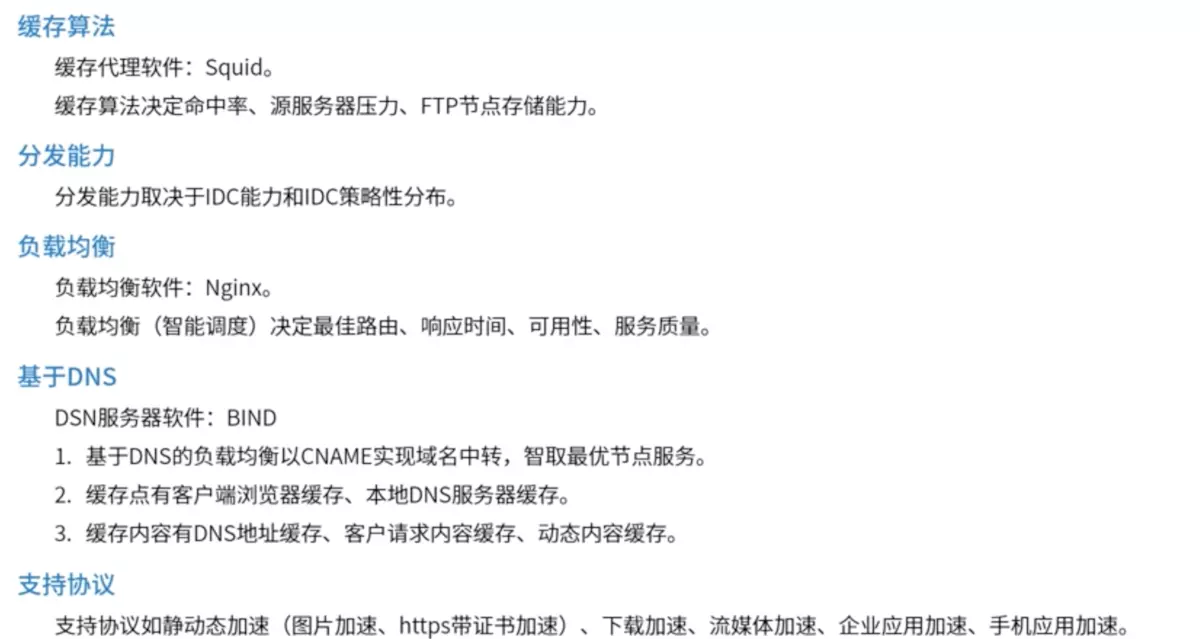 缓存算法
缓存代理软件：Squid。
缓存算法决定命中率、源服务器压力、FTP节点存储能力。
分发能力
分发能力取决于IDC能力和IDC策略性分布。
负载均衡
负载均衡软件：Nginx。
负载均衡（智能调度）决定最佳路由、响应时间、可用性、服务质量。
基于DNS
DSN服务器软件：BIND
1. 基于DNS的负载均衡以CNAME实现域名中转，智取最优节点服务。
2. 缓存点有客户端浏览器缓存、本地DNS服务器缓存。
3. 缓存内容有DNS地址缓存、客户请求内容缓存、动态内容缓存。
支持协议
支持协议如静动态加速（图片加速、https带证书加速）、下载加速、流媒体加速、企业应用加速、手机应用加速。